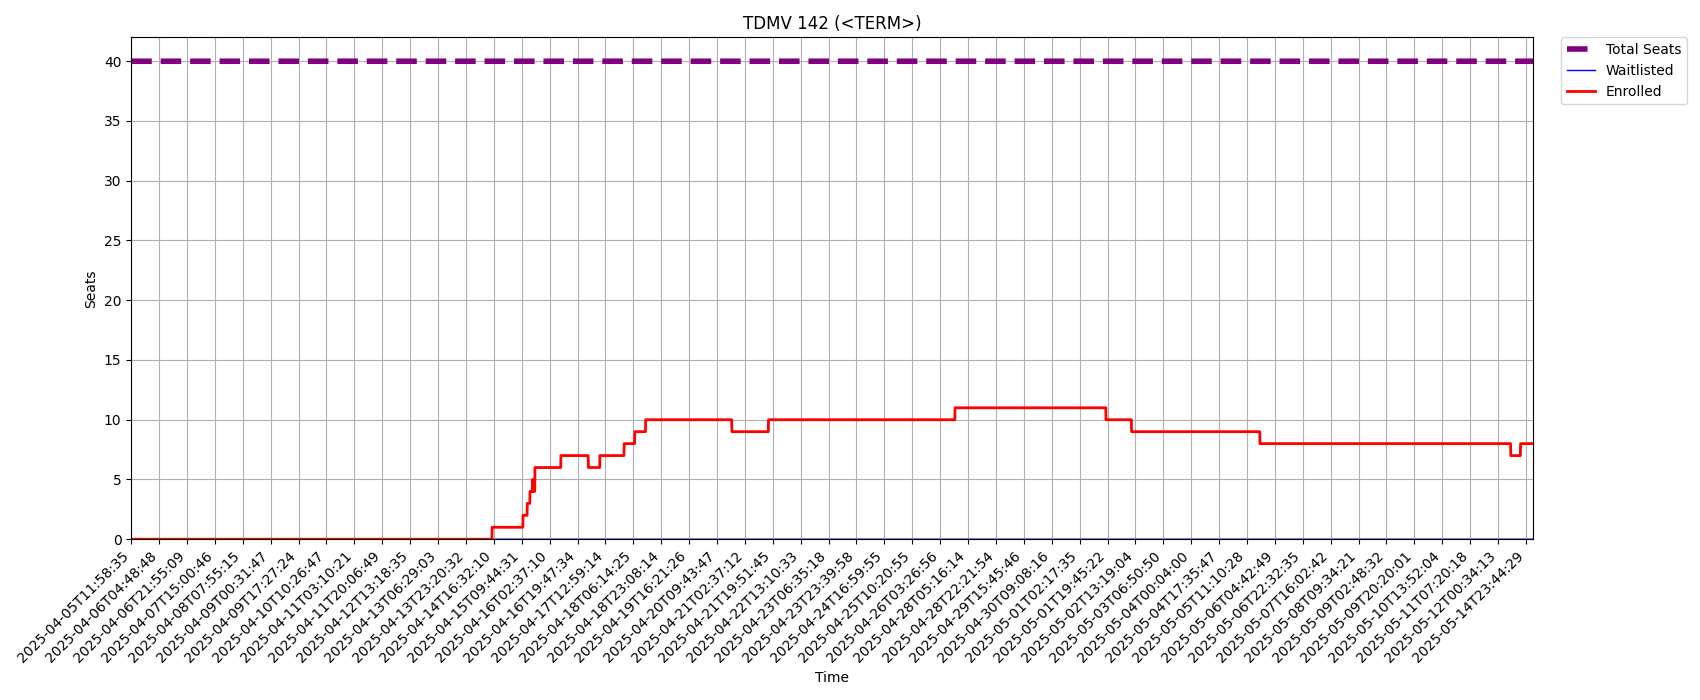 TDMV 142 (<TERM>)
Total Seats
Waitlisted
Enrolled
Seats
40
35
30
25
20
15
10
5
0
2025-04-05T11:58:35
2025-04-06T04:48:48
2025-04-06T21:55:09
2025-04-07T15:00:46
2025-04-08T07:55:15
2025-04-09T00:31:47
2025-04-09T17:27:24
2025-04-10T10:26:47
2025-04-11T03:10:21
2025-04-11T20:06:49
2025-04-12T13:18:35
2025-04-13T06:29:03
2025-04-13T23:20:32
2025-04-14T16:32:10
2025-04-15T09:44:31
2025-04-16T02:37:10
2025-04-16T19:47:34
2025-04-17T12:59:14
2025-04-18T06:14:25
2025-04-18T23:08:14
2025-04-19T16:21:26
2025-04-20T09:43:47
2025-04-21T02:37:12
2025-04-21T19:51:45
2025-04-22T13:10:33
2025-04-23T06:35:18
2025-04-23T23:39:58
2025-04-24T16:59:55
2025-04-25T10:20:55
2025-04-26T03:26:56
2025-04-28T05:16:14
2025-04-28T22:21:54
2025-04-29T15:45:46
2025-04-30T09:08:16
2025-05-01T02:17:35
2025-05-01T19:45:22
2025-05-02T13:19:04
2025-05-03T06:50:50
2025-05-04T00:04:00
2025-05-04T17:35:47
2025-05-05T11:10:28
2025-05-06T04:42:49
2025-05-06T22:32:35
2025-05-07T16:02:42
2025-05-08T09:34:21
2025-05-09T02:48:32
2025-05-09T20:20:01
2025-05-10T13:52:04
2025-05-11T07:20:18
2025-05-12T00:34:13
2025-05-14T23:44:29
Time